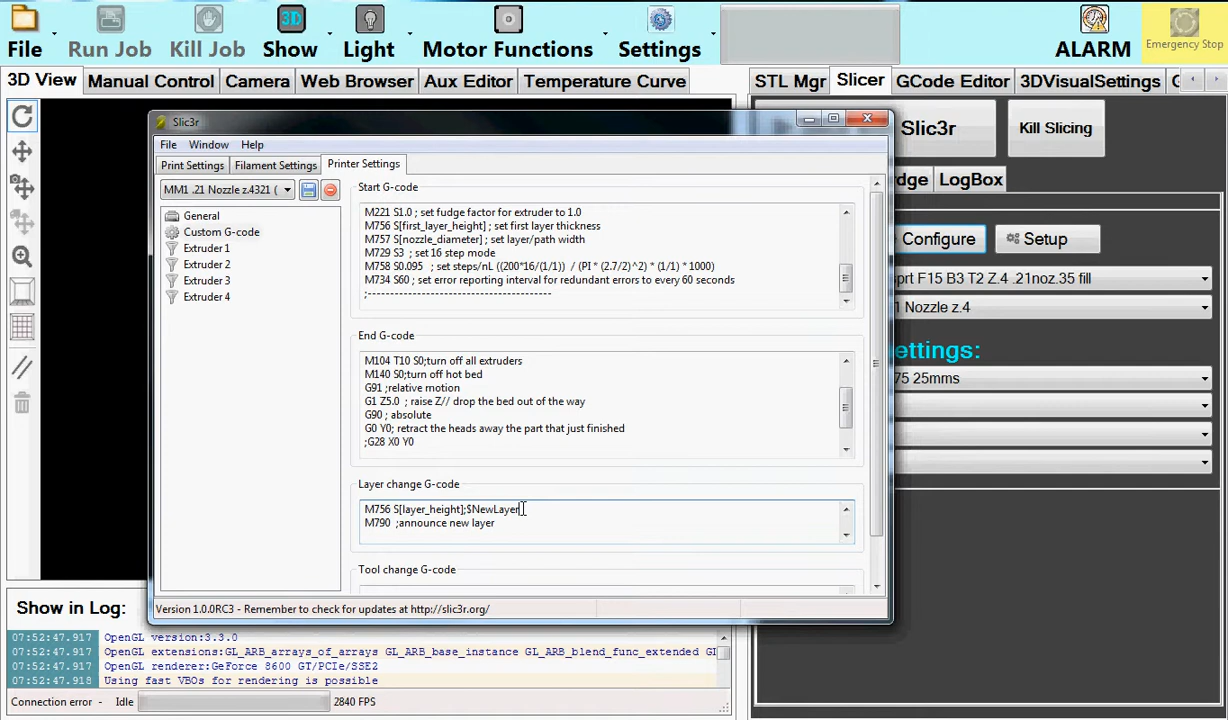 File Run Job Kill Job Show Light Motor Functions Settings ALARM Emergency Stop
3D View Manual Control Camera Web Browser Aux Editor Temperature Curve STL Mgr Slicer GCode Editor 3DVisualSettings
Slic3r
File Window Help
Print Settings Filament Settings Printer Settings
MM1 .21 Nozzle z.4321 (
General
Custom G-code
Extruder 1
Extruder 2
Extruder 3
Extruder 4
Start G-code
M221 S1.0 ; set fudge factor for extruder to 1.0
M756 S[first_layer_height] ; set first layer thickness
M757 S[nozzle_diameter] ; set layer/path width
M729 S3 ; set 16 step mode
M758 S0.095 ; set steps/nL ((200*16/(1/1)) / (PI * (2.7/2)^2) * (1/1) * 1000)
M734 S60 ; set error reporting interval for redundant errors to every 60 seconds
;------------------------------------------
End G-code
M104 T10 S0;turn off all extruders
M140 S0;turn off hot bed
G91 ;relative motion
G1 Z5.0 ; raise Z// drop the bed out of the way
G90 ; absolute
G0 Y0; retract the heads away the part that just finished
;G28 X0 Y0
Layer change G-code
M756 S[layer_height];$NewLayer
M790 ;announce new layer
Tool change G-code
Version 1.0.0RC3 - Remember to check for updates at http://slic3r.org/
Slic3r Kill Slicing
rdge LogBox
Configure Setup
sprt F15 B3 T2 Z.4 .21noz.35 fill
1 Nozzle z.4
ettings:
75 25mms
Show in Log:
07:52:47.917 OpenGL version:3.3.0
07:52:47.917 OpenGL extensions:GL_ARB_arrays_of_arrays GL_ARB_base_instance GL_ARB_blend_func_extended GL
07:52:47.917 OpenGL renderer:GeForce 8600 GT/PCIe/SSE2
07:52:47.918 Using fast VBOs for rendering is possible
Connection error - Idle 2840 FPS